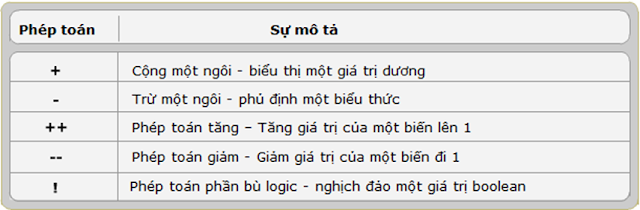 Phép toán Sự mô tả
+ Cộng một ngôi - biểu thị một giá trị dương
- Trừ một ngôi - phủ định một biểu thức
++ Phép toán tăng – Tăng giá trị của một biến lên 1
-- Phép toán giảm - Giảm giá trị của một biến đi 1
! Phép toán phần bù logic - nghịch đảo một giá trị boolean